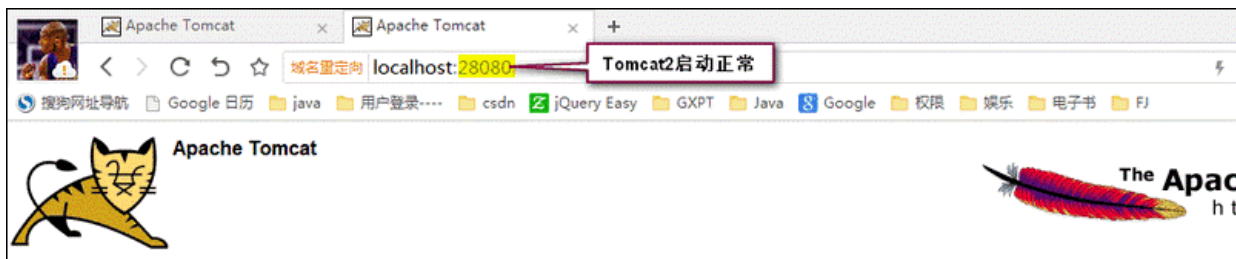 Apache Tomcat × Apache Tomcat × +
域名重定向 localhost:28080/ Tomcat2启动正常
搜狗网址导航 Google 日历 java 用户登录---- csdn jQuery Easy GXPT Java Google 权限 娱乐 电子书 FJ
Apache Tomcat
The Apac
ht